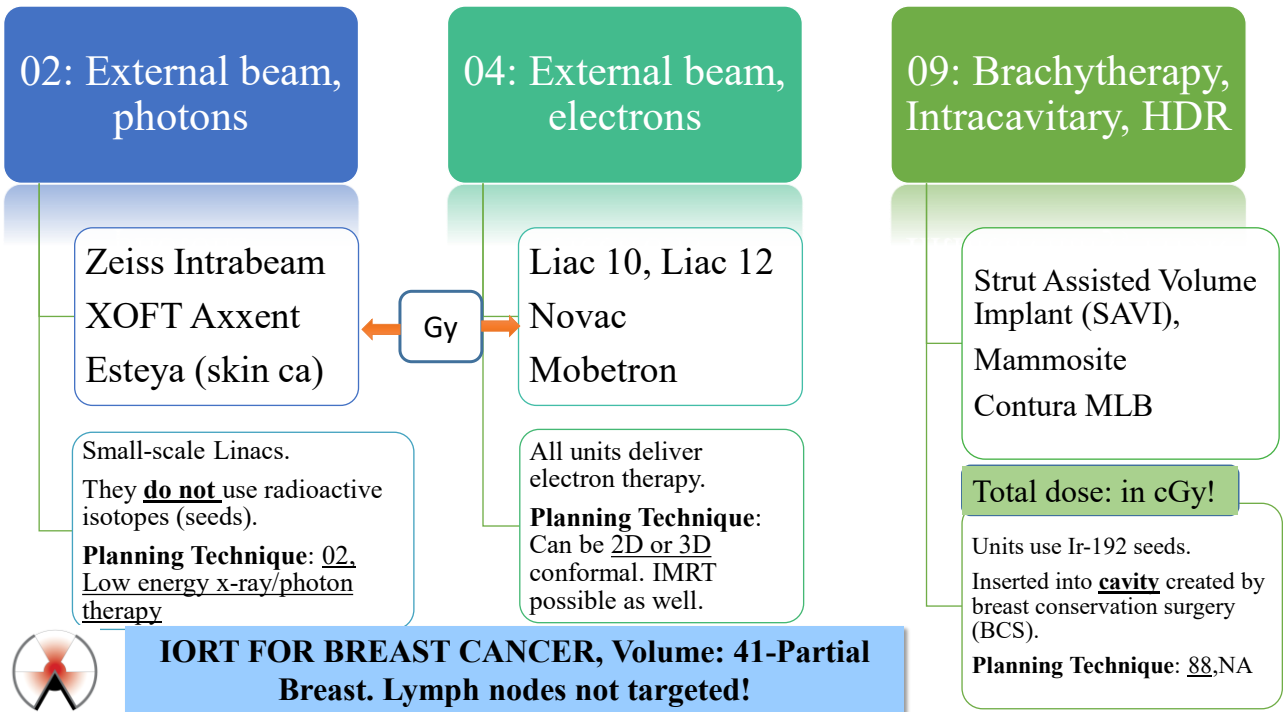 02: External beam,
photons
Zeiss Intrabeam
XOFT Axxent
Esteya (skin ca)
Small-scale Linacs.
They do not use radioactive
isotopes (seeds).
Planning Technique: 02,
Low energy x-ray/photon
therapy
Gy
04: External beam,
electrons
Liac 10, Liac 12
Novac
Mobetron
All units deliver
electron therapy.
Planning Technique:
Can be 2D or 3D
conformal. IMRT
possible as well.
09: Brachytherapy,
Intracavitary, HDR
Strut Assisted Volume
Implant (SAVI),
Mammosite
Contura MLB
Total dose: in cGy!
Units use Ir-192 seeds.
Inserted into cavity created by
breast conservation surgery
(BCS).
Planning Technique: 88,NA
IORT FOR BREAST CANCER, Volume: 41-Partial
Breast. Lymph nodes not targeted!